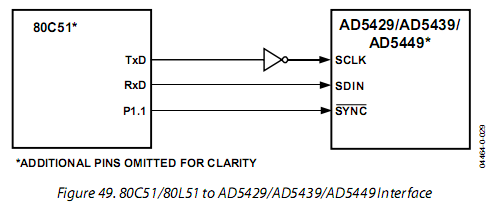 80C51*
AD5429/AD5439/
AD5449*
TxD
SCLK
RxD
SDIN
P1.1
SYNC
*ADDITIONAL PINS OMITTED FOR CLARITY
04464-0-029
Figure 49. 80C51/80L51 to AD5429/AD5439/AD5449 Interface